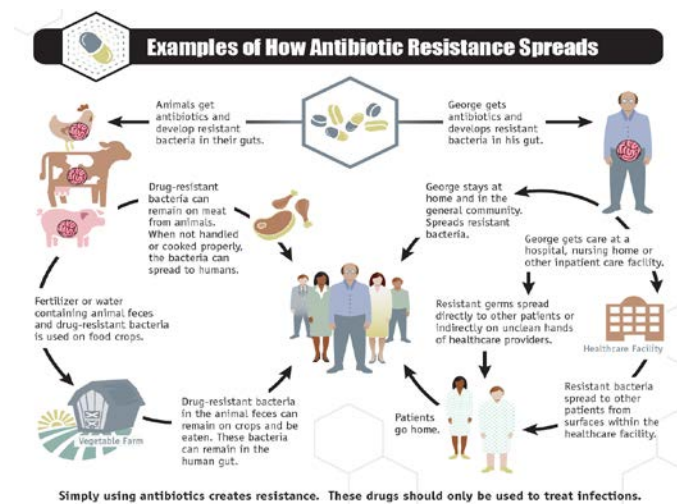 Examples of How Antibiotic Resistance Spreads
Animals get
antibiotics and
develop resistant
bacteria in their guts.
George gets
antibiotics and
develops resistant
bacteria in his gut.
Drug-resistant
bacteria can
remain on meat
from animals.
When not handled
or cooked properly,
the bacteria can
spread to humans.
George stays at
home and in the
general community.
Spreads resistant
bacteria.
George gets care at a
hospital, nursing home or
other inpatient care facility.
Fertilizer or water
containing animal feces
and drug-resistant bacteria
is used on food crops.
Resistant germs spread
directly to other patients or
indirectly on unclean hands
of healthcare providers.
Healthcare Facility
Vegetable Farm
Drug-resistant bacteria
in the animal feces can
remain on crops and be
eaten. These bacteria
can remain in the
human gut.
Patients
go home.
Resistant bacteria
spread to other
patients from
surfaces within the
healthcare facility.
Simply using antibiotics creates resistance. These drugs should only be used to treat infections.